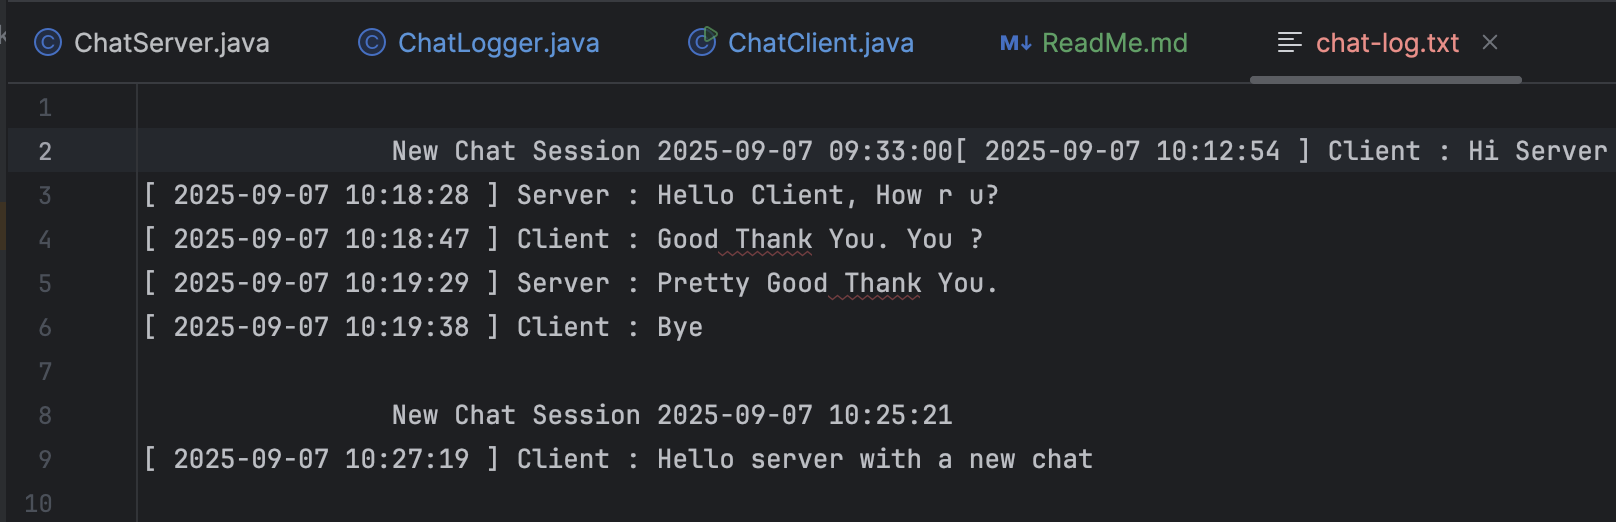 ChatServer.java ChatLogger.java ChatClient.java M↓ ReadMe.md chat-log.txt
1
2 New Chat Session 2025-09-07 09:33:00[ 2025-09-07 10:12:54 ] Client : Hi Server
3 [ 2025-09-07 10:18:28 ] Server : Hello Client, How r u?
4 [ 2025-09-07 10:18:47 ] Client : Good Thank You. You ?
5 [ 2025-09-07 10:19:29 ] Server : Pretty Good Thank You.
6 [ 2025-09-07 10:19:38 ] Client : Bye
7
8 New Chat Session 2025-09-07 10:25:21
9 [ 2025-09-07 10:27:19 ] Client : Hello server with a new chat
10